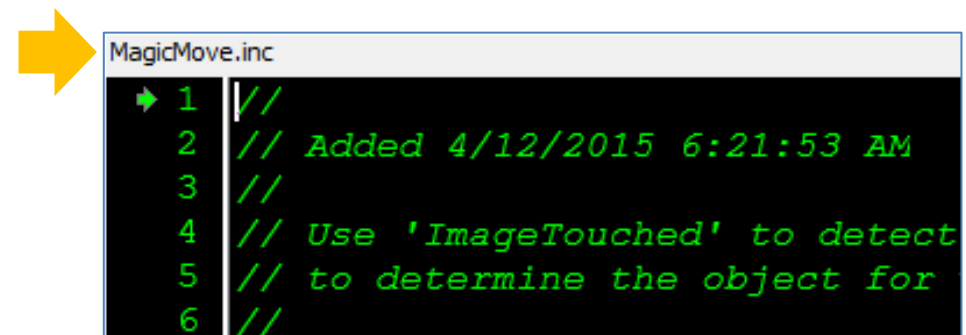 MagicMove.inc
1 //
2 // Added 4/12/2015 6:21:53 AM
3 //
4 // Use 'ImageTouched' to detect
5 // to determine the object for
6 //